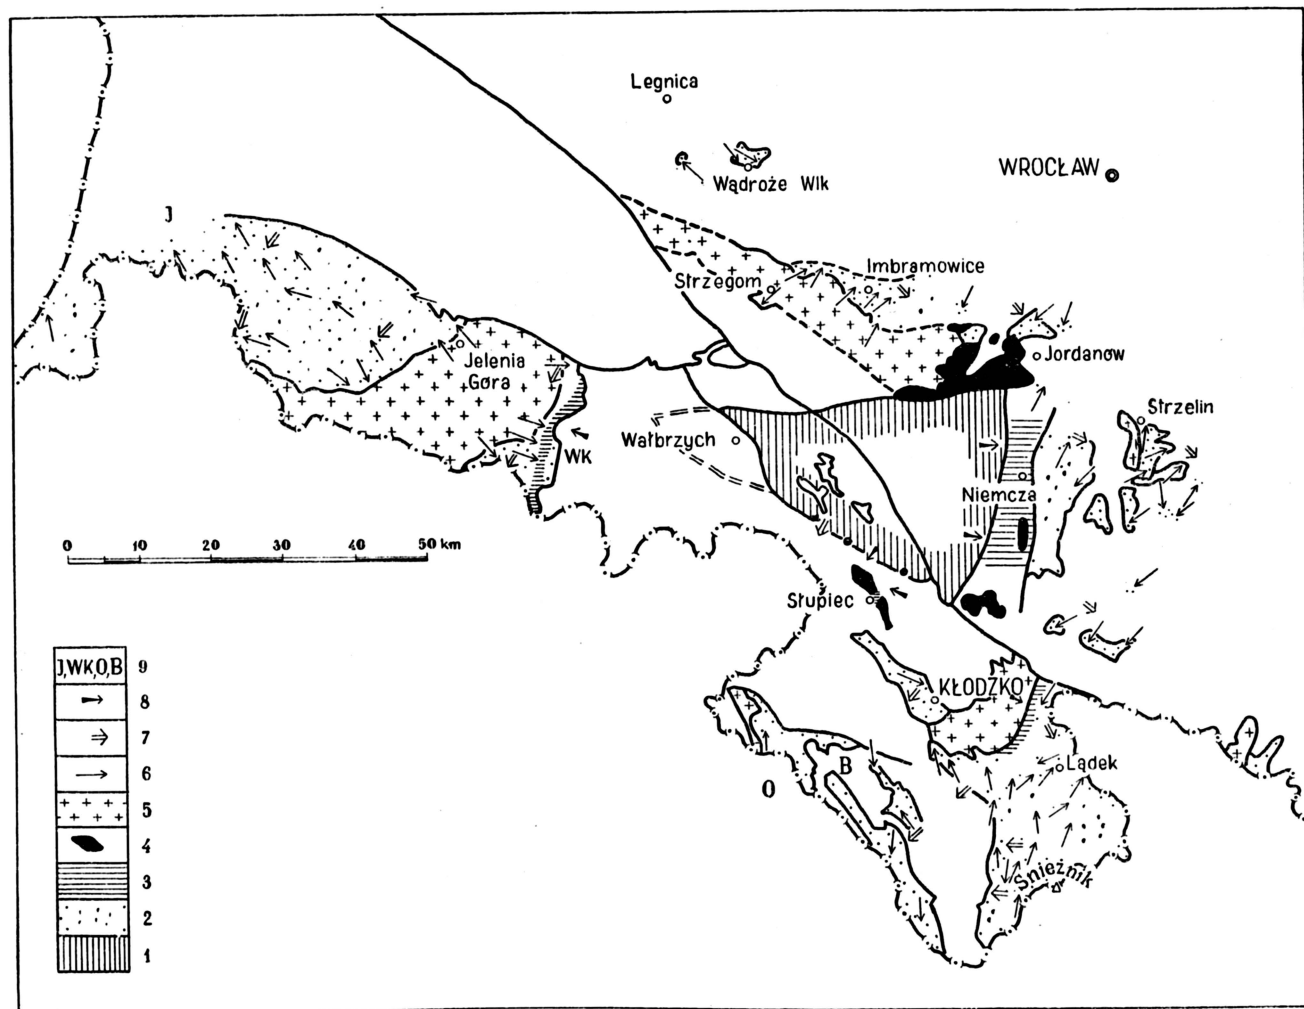 Legnica
WROCŁAW
Wądroże Wlk
J
Imbramowice
Strzegom
Jordanów
Jelenia
Góra
Strzelin
Wałbrzych
WK
Niemcza
0 10 20 30 40 50 km
Słupiec
KŁODZKO
Lądek
B
O
Śnieżnik
J,WK,O,B 9
8
7
6
5
4
3
2
1